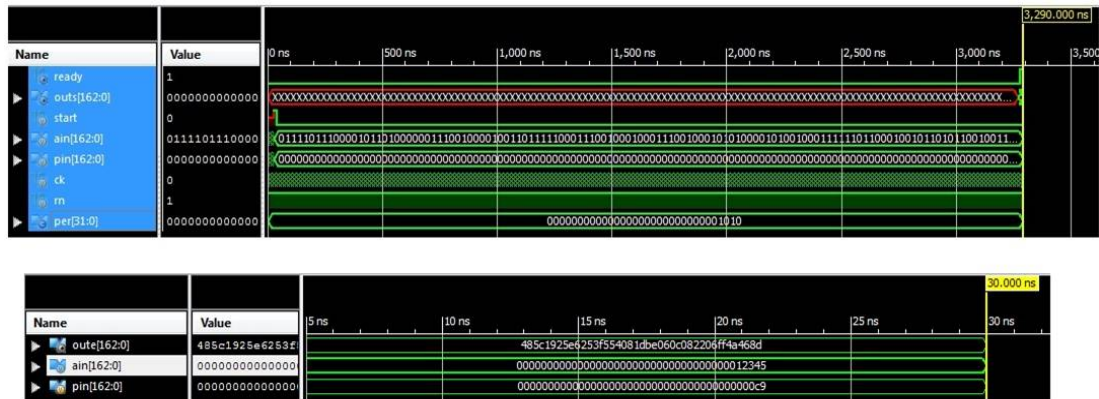 3,290.000 ns
Name Value 0 ns 500 ns 1,000 ns 1,500 ns 2,000 ns 2,500 ns 3,000 ns 3,500
ready 1
outs[162:0] 0000000000000
start 0
ain[162:0] 0111101110000
pin[162:0] 0000000000000
ck 0
rn 1
per[31:0] 0000000000000 00000000000000000000000000001010
30.000 ns
Name Value 5 ns 10 ns 15 ns 20 ns 25 ns 30 ns
oute[162:0] 485c1925e6253f 485c1925e6253f554081dbe060c082206ff4a468d
ain[162:0] 00000000000000 00000000000000000000000000000000000012345
pin[162:0] 00000000000000 000000000000000000000000000000000000000c9